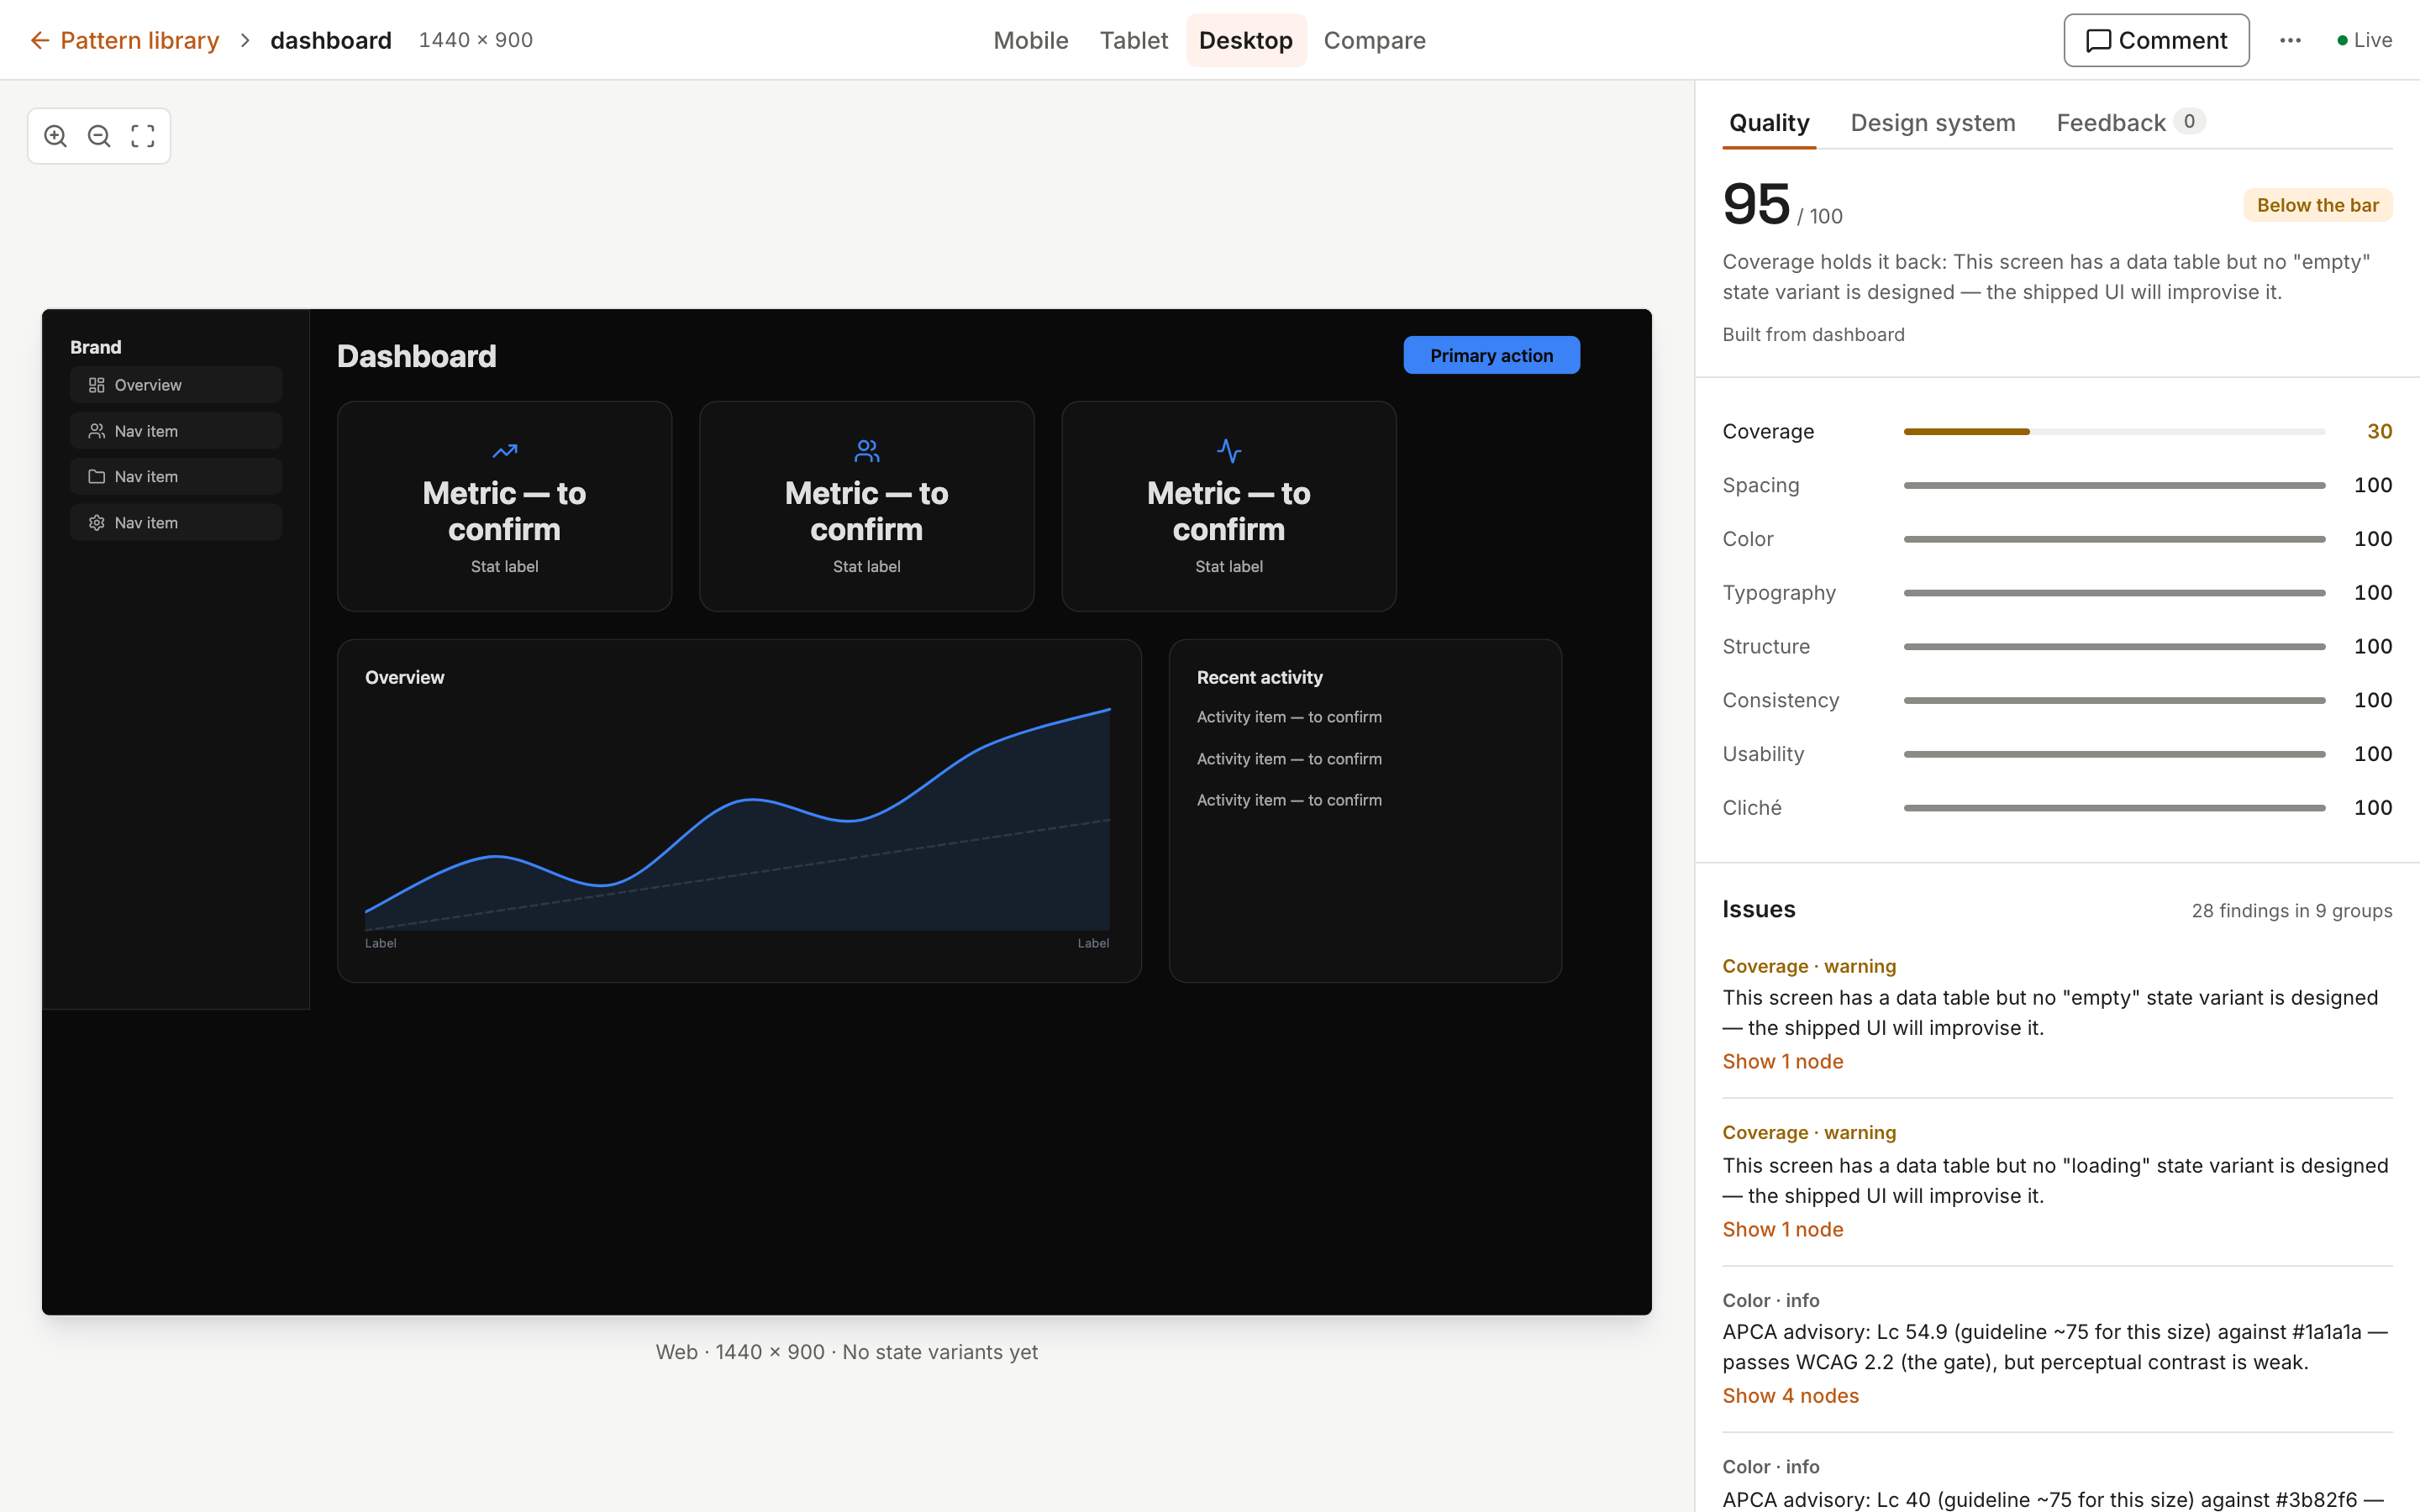 Pattern library
dashboard
1440 × 900
Mobile
Tablet
Desktop
Compare
Comment
Live
Brand
Overview
Nav item
Nav item
Nav item
Dashboard
Primary action
Metric — to
confirm
Stat label
Metric — to
confirm
Stat label
Metric — to
confirm
Stat label
Overview
Label
Label
Recent activity
Activity item — to confirm
Activity item — to confirm
Activity item — to confirm
Web · 1440 × 900 · No state variants yet
Quality
Design system
Feedback 0
95 / 100
Below the bar
Coverage holds it back: This screen has a data table but no "empty"
state variant is designed — the shipped UI will improvise it.
Built from dashboard
Coverage 30
Spacing 100
Color 100
Typography 100
Structure 100
Consistency 100
Usability 100
Cliché 100
Issues
28 findings in 9 groups
Coverage · warning
This screen has a data table but no "empty" state variant is designed
— the shipped UI will improvise it.
Show 1 node
Coverage · warning
This screen has a data table but no "loading" state variant is designed
— the shipped UI will improvise it.
Show 1 node
Color · info
APCA advisory: Lc 54.9 (guideline ~75 for this size) against #1a1a1a —
passes WCAG 2.2 (the gate), but perceptual contrast is weak.
Show 4 nodes
Color · info
APCA advisory: Lc 40 (guideline ~75 for this size) against #3b82f6 —